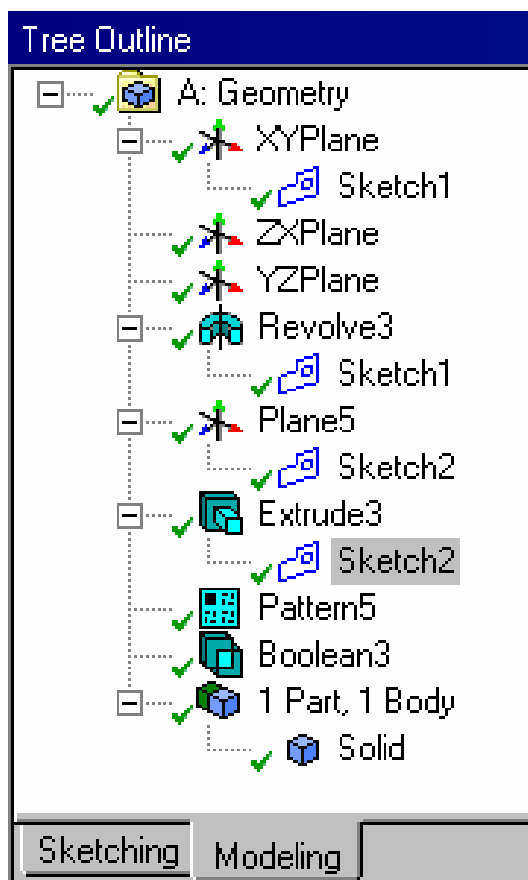 Tree Outline
A: Geometry
XYPlane
Sketch1
ZXPlane
YZPlane
Revolve3
Sketch1
Plane5
Sketch2
Extrude3
Sketch2
Pattern5
Boolean3
1 Part, 1 Body
Solid
Sketching
Modeling